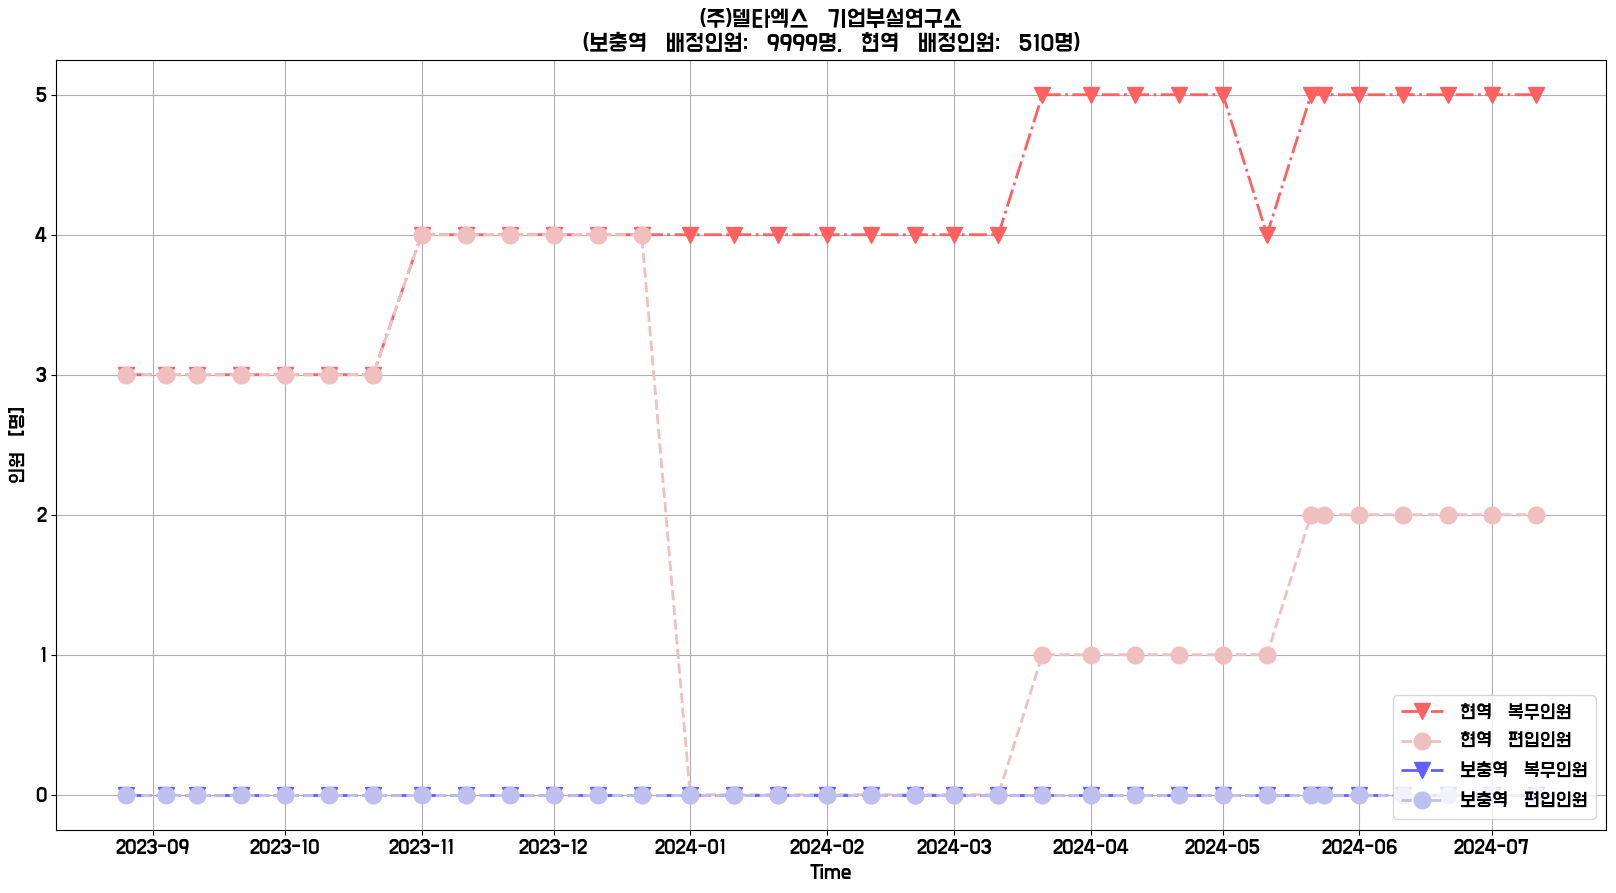 (주)델타엑스 기업부설연구소
(보충역 배정인원: 9999명, 현역 배정인원: 510명)
5
4
3
2
1
0
인원 [명]
2023-09 2023-10 2023-11 2023-12 2024-01 2024-02 2024-03 2024-04 2024-05 2024-06 2024-07
Time
현역 복무인원
현역 편입인원
보충역 복무인원
보충역 편입인원